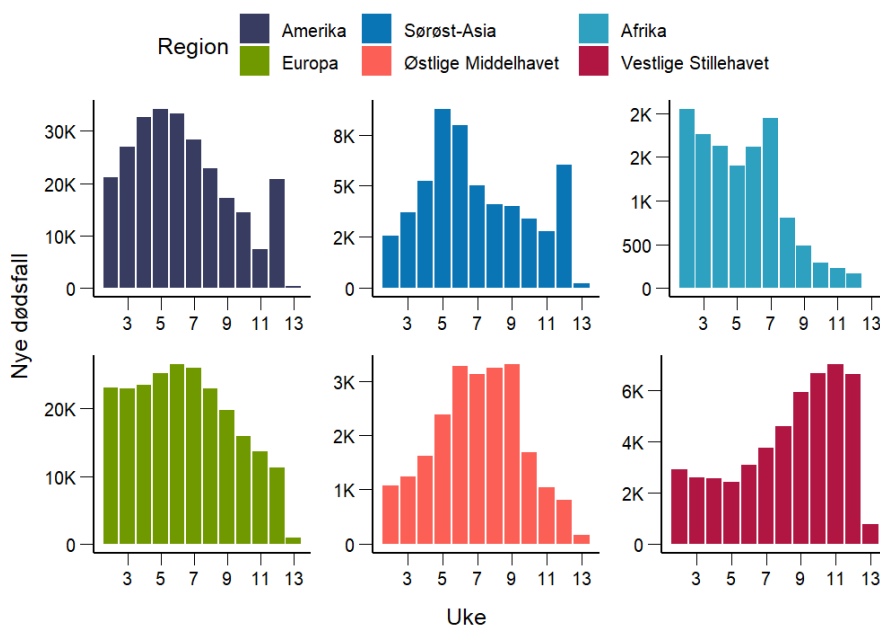 Region
Amerika Sørøst-Asia Afrika
Europa Østlige Middelhavet Vestlige Stillehavet
Nye dødsfall
30K
20K
10K
0
3 5 7 9 11 13
8K
5K
2K
0
3 5 7 9 11 13
2K
2K
1K
500
0
3 5 7 9 11 13
20K
10K
0
3 5 7 9 11 13
3K
2K
1K
0
3 5 7 9 11 13
6K
4K
2K
0
3 5 7 9 11 13
Uke